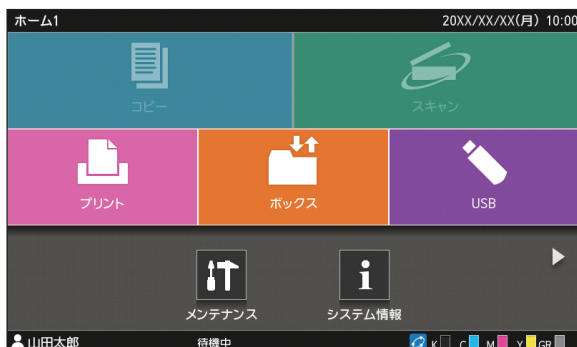 ホーム1 20XX/XX/XX(月) 10:00
コピー スキャン
プリント ボックス USB
メンテナンス システム情報
山田太郎 待機中 K C M Y GR